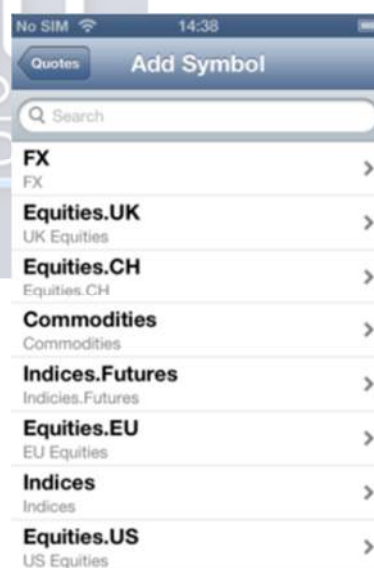 No SIM 14:38
Quotes Add Symbol
Search
FX
FX
Equities.UK
UK Equities
Equities.CH
Equities.CH
Commodities
Commodities
Indices.Futures
Indicies.Futures
Equities.EU
EU Equities
Indices
Indices
Equities.US
US Equities